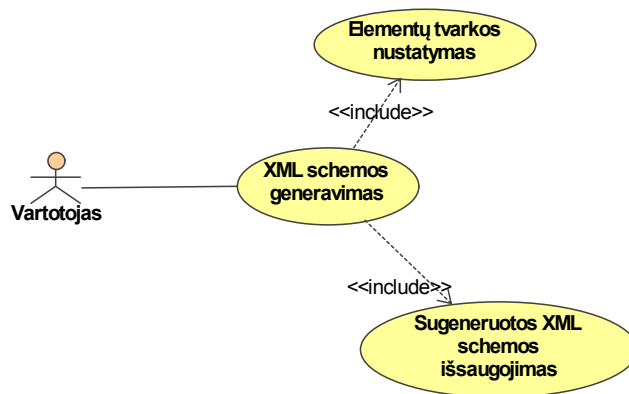 Elementų tvarkos
nustatymas
<<include>>
XML schemos
generavimas
Vartotojas
<<include>>
Sugeneruotos XML
schemos
išsaugojimas